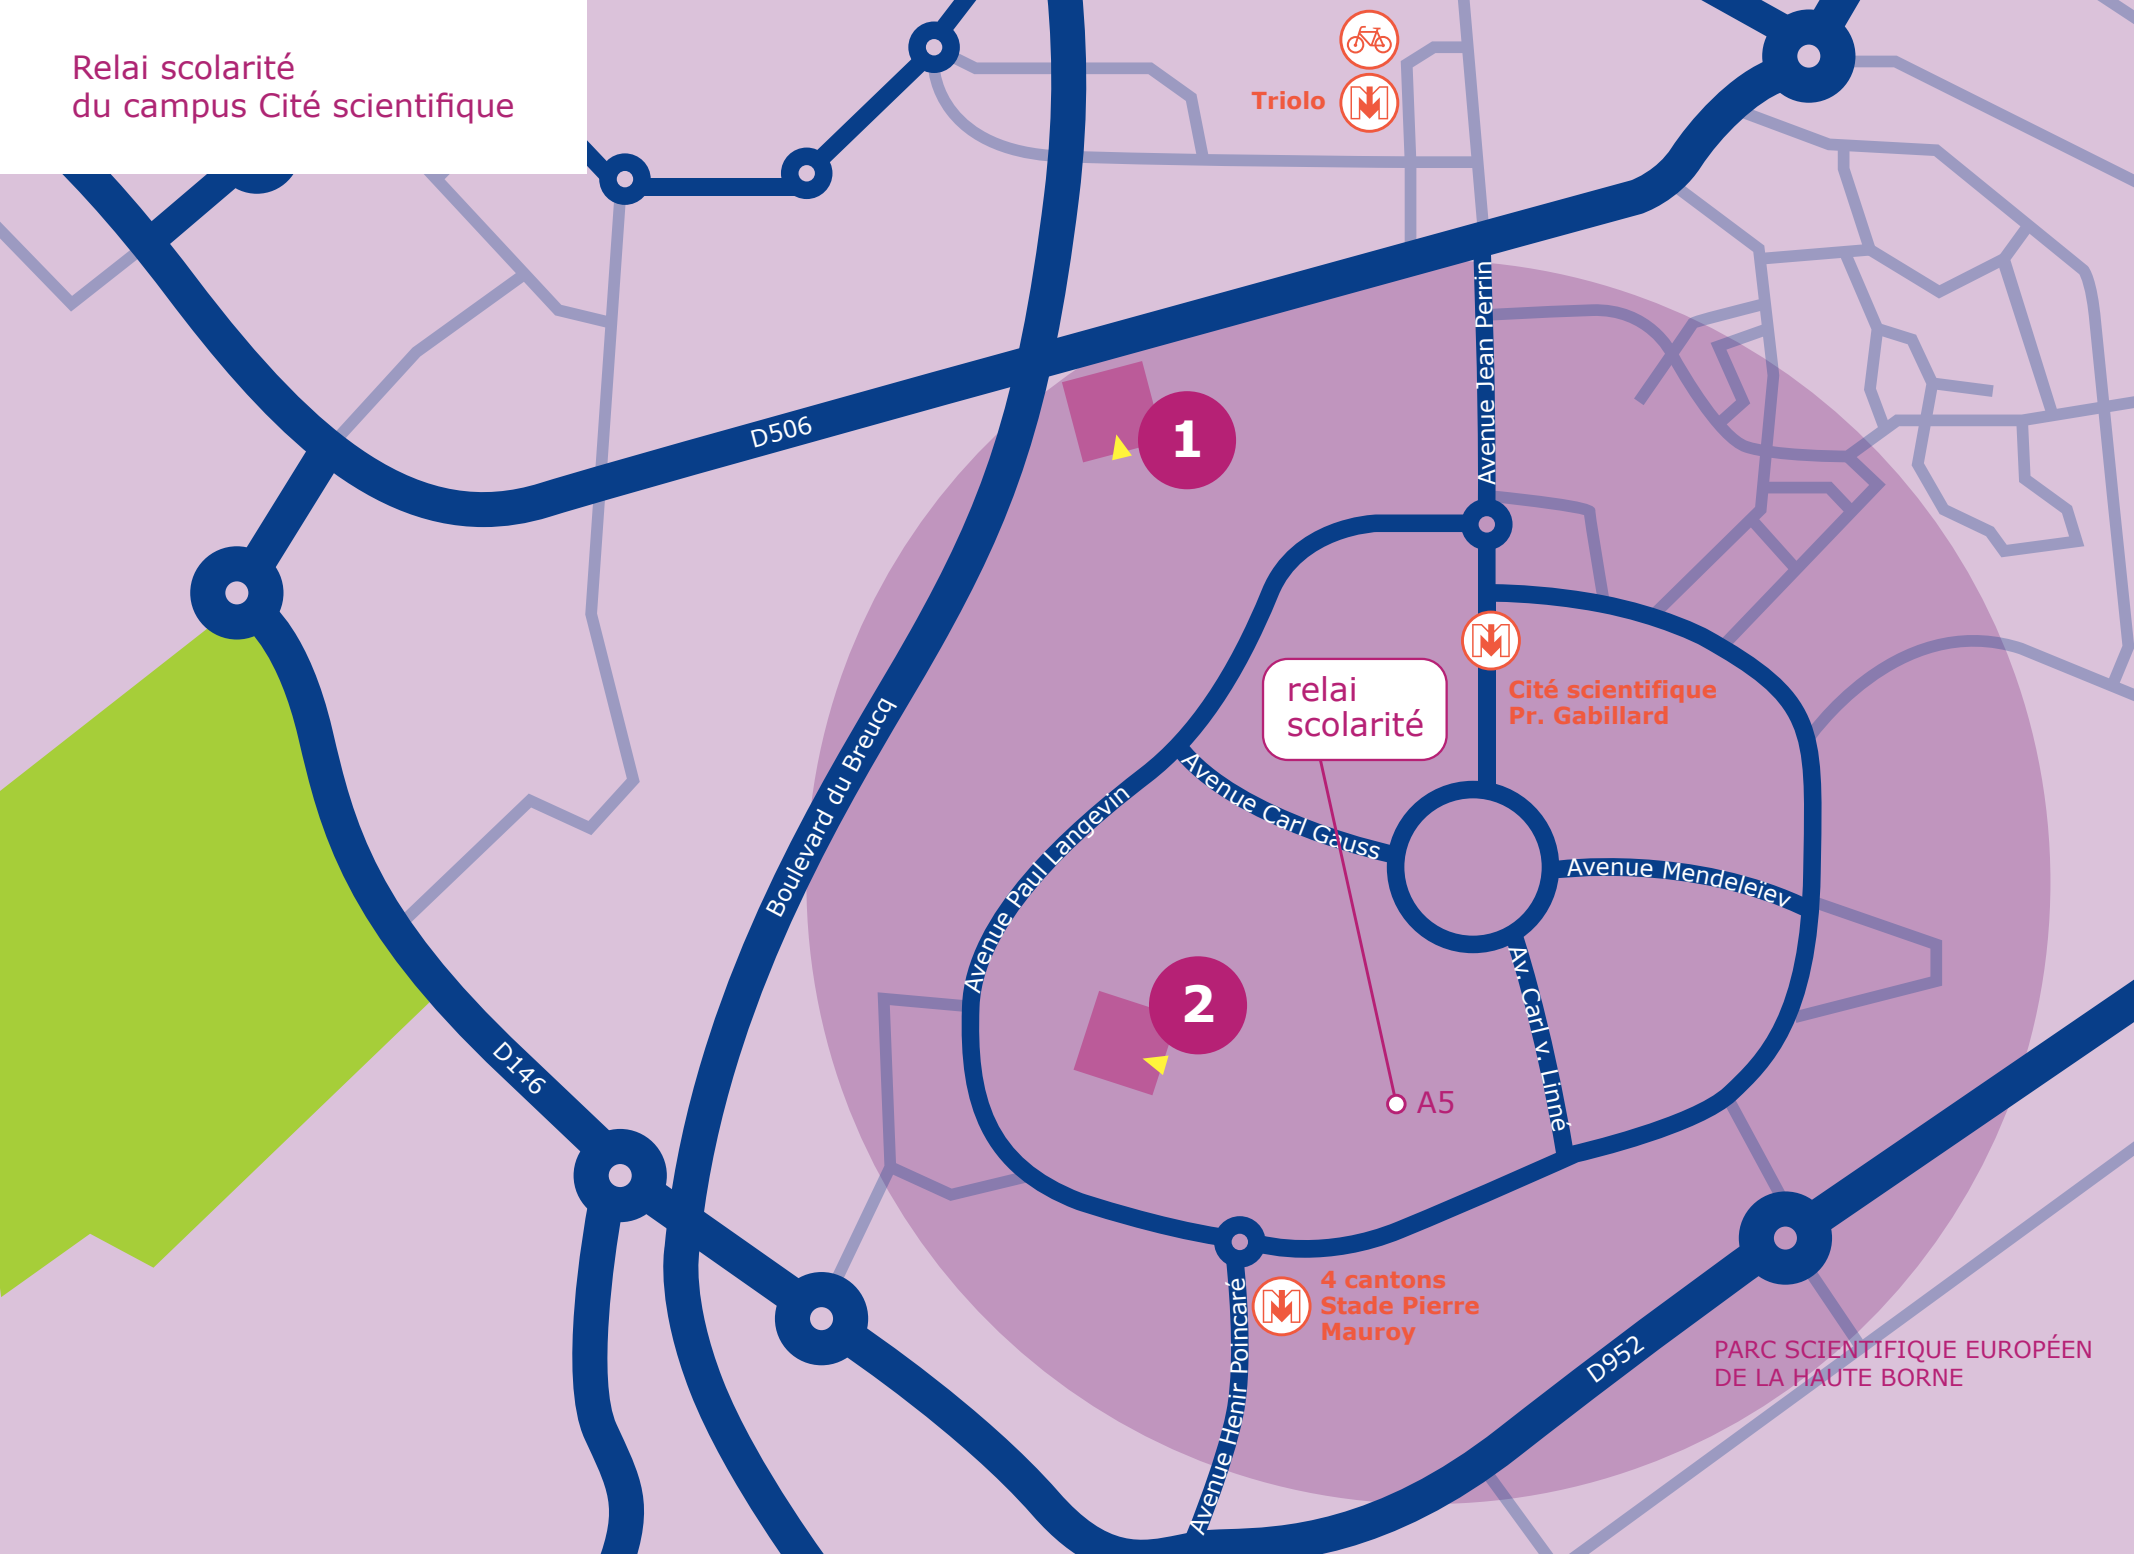 Relai scolarité
du campus Cité scientifique
Triolo
D506
Avenue Jean Perrin
1
relai
scolarité
Cité scientifique
Pr. Gabillard
Boulevard du Breucq
Avenue Paul Langevin
Avenue Carl Gauss
Avenue Mendeleïev
2
Av. Carl v. Linné
D146
A5
4 cantons
Stade Pierre
Mauroy
Avenue Henir Poincaré
D952
PARC SCIENTIFIQUE EUROPÉEN
DE LA HAUTE BORNE